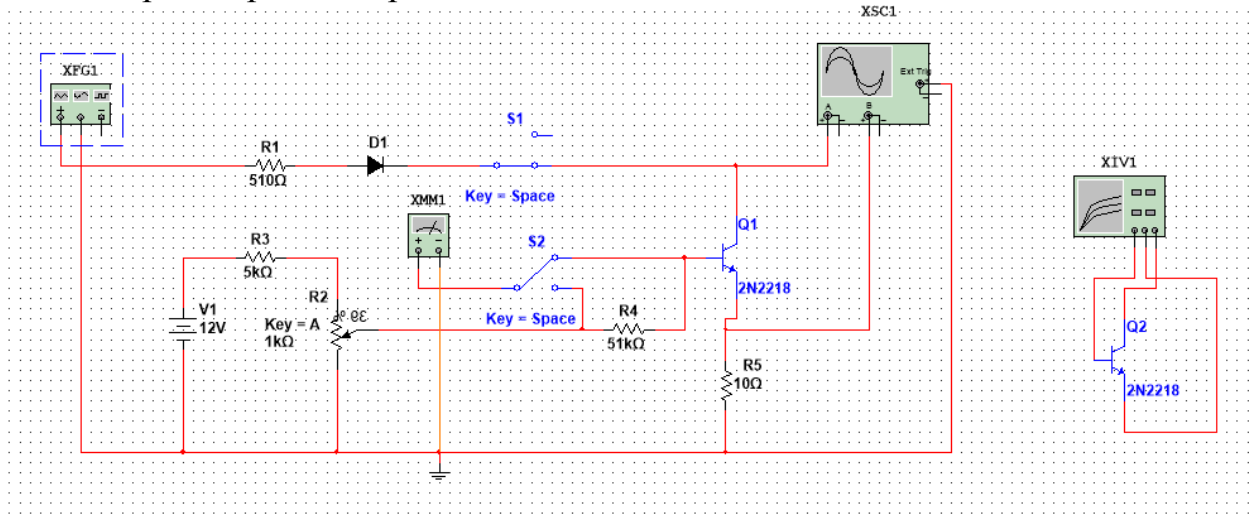 XSC1
XFG1
Ext Trig
A
B
S1
R1
D1
510Ω
Key = Space
XIV1
XMM1
Q1
R3
S2
5kΩ
2N2218
V1
R2
39 %
12V
Key = A
1kΩ
Key = Space
R4
51kΩ
Q2
R5
10Ω
2N2218